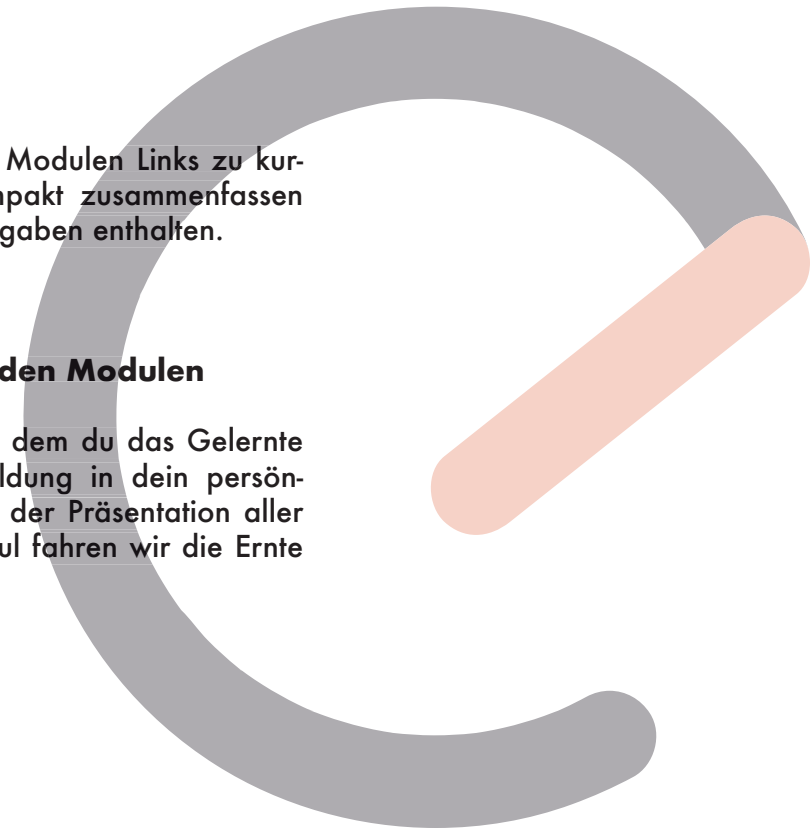 Modulen Links zu kur-
mpakt zusammenfassen
gaben enthalten.
den Modulen
dem du das Gelernte
ldung in dein persön-
der Präsentation aller
ul fahren wir die Ernte